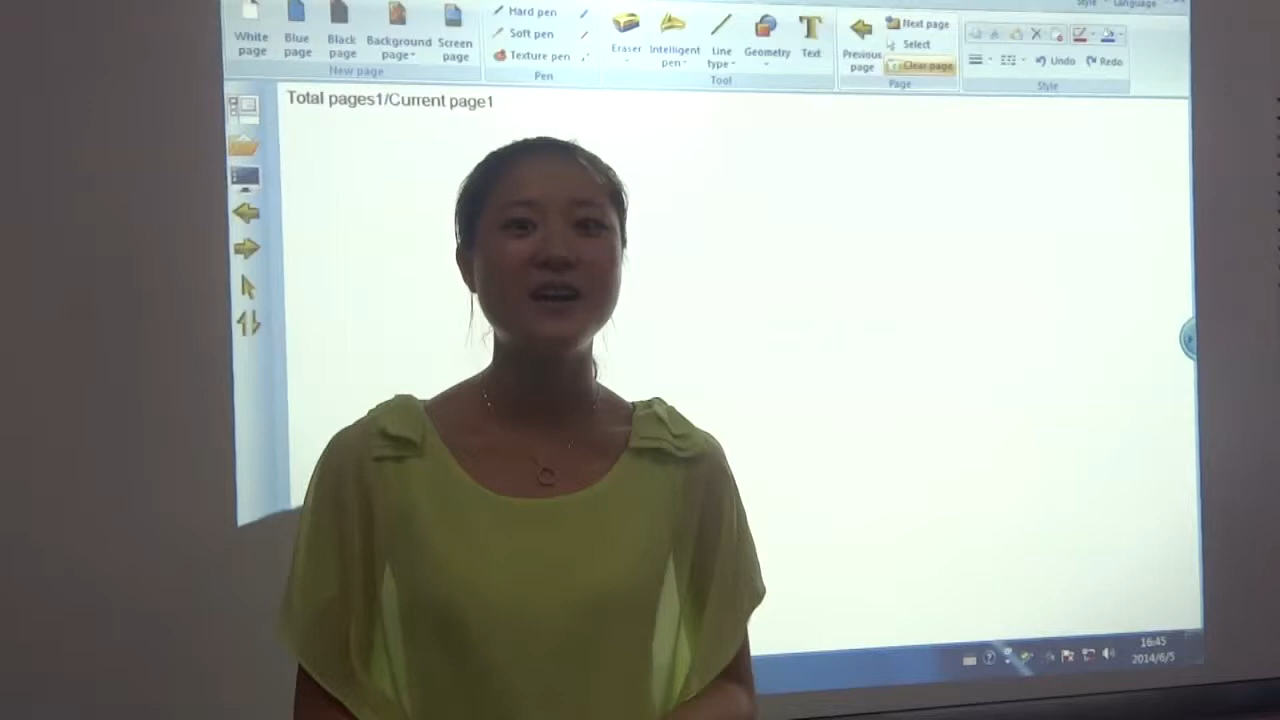 Style Language
White page
Blue page
Black page
Background page
Screen page
New page
Hard pen
Soft pen
Texture pen
Pen
Eraser
Intelligent pen
Line type
Geometry
Text
Tool
Previous page
Next page
Select
Clear page
Page
Undo
Redo
Style
Total pages1/Current page1
16:45
2014/6/5